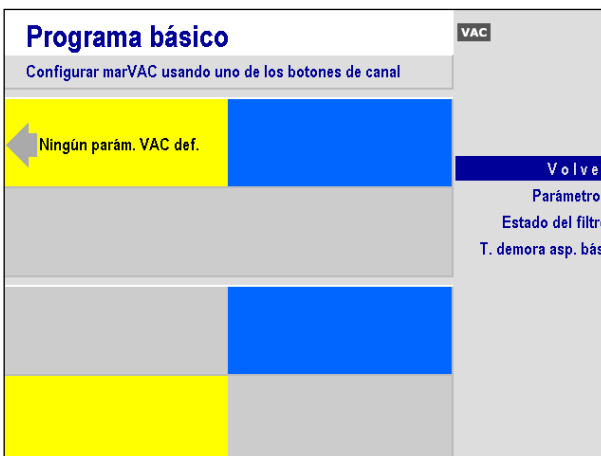 Programa básico
VAC
Configurar marVAC usando uno de los botones de canal
Ningún parám. VAC def.
Volve
Parámetro
Estado del filtr
T. demora asp. bás